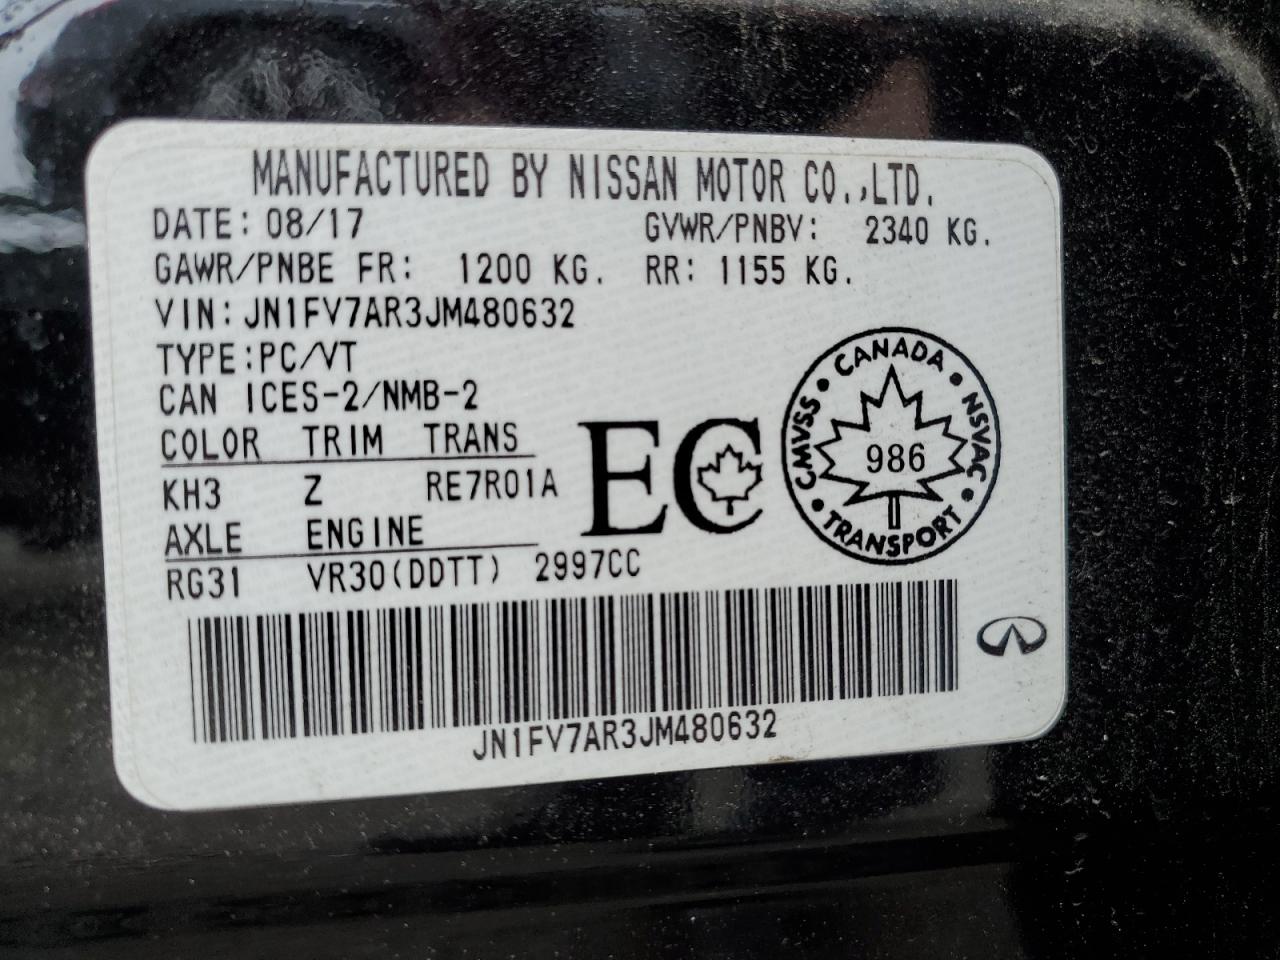 MANUFACTURED BY NISSAN MOTOR CO.,LTD.
DATE: 08/17 GVWR/PNBV: 2340 KG.
GAWR/PNBE FR: 1200 KG. RR: 1155 KG.
VIN: JN1FV7AR3JM480632
TYPE:PC/VT
CAN ICES-2/NMB-2
COLOR TRIM TRANS
KH3 Z RE7R01A
AXLE ENGINE
RG31 VR30(DDTT) 2997CC
EC
CANADA • NSVAC • TRANSPORT • CMVSS •
986
JN1FV7AR3JM480632